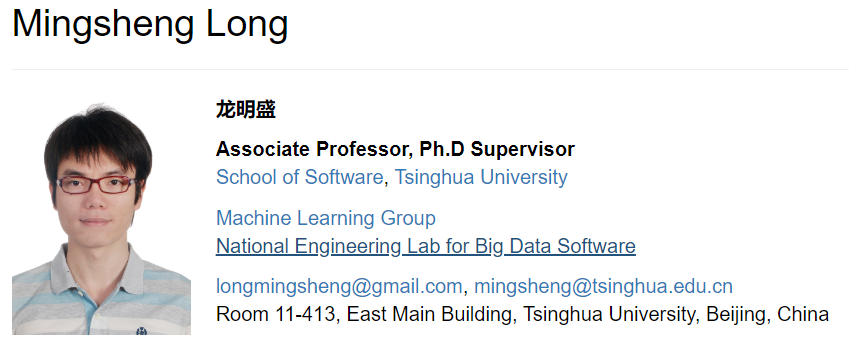 Mingsheng Long
龙明盛
Associate Professor, Ph.D Supervisor
School of Software, Tsinghua University
Machine Learning Group
National Engineering Lab for Big Data Software
longmingsheng@gmail.com, mingsheng@tsinghua.edu.cn
Room 11-413, East Main Building, Tsinghua University, Beijing, China